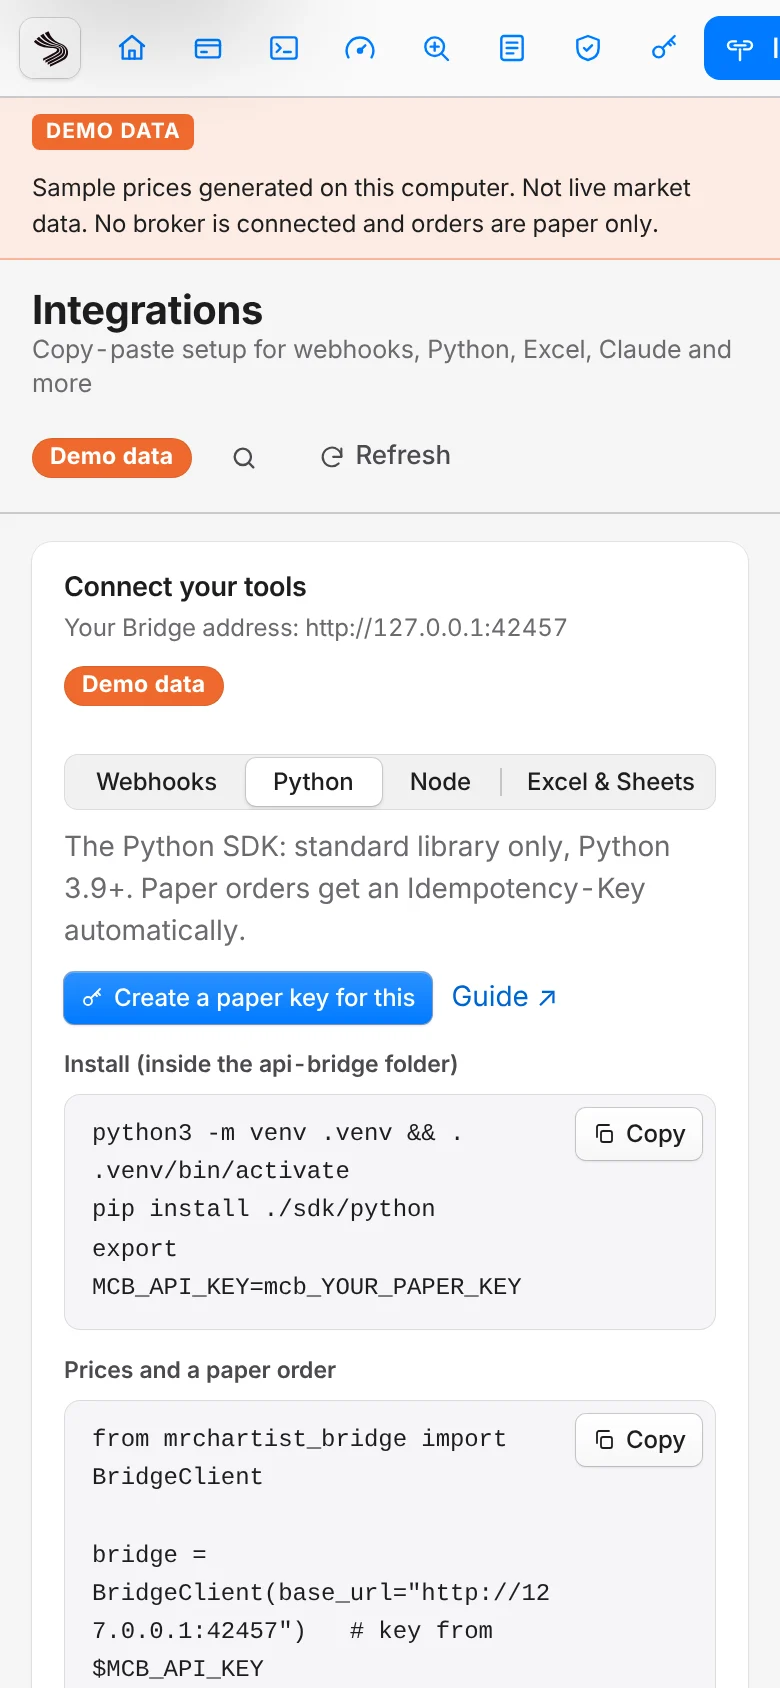 DEMO DATA
Sample prices generated on this computer. Not live market
data. No broker is connected and orders are paper only.
Integrations
Copy-paste setup for webhooks, Python, Excel, Claude and
more
Demo data
Refresh
Connect your tools
Your Bridge address: http://127.0.0.1:42457
Demo data
Webhooks Python Node Excel & Sheets
The Python SDK: standard library only, Python
3.9+. Paper orders get an Idempotency-Key
automatically.
Create a paper key for this Guide ↗
Install (inside the api-bridge folder)
python3 -m venv .venv && .
.venv/bin/activate
pip install ./sdk/python
export
MCB_API_KEY=mcb_YOUR_PAPER_KEY
Copy
Prices and a paper order
from mrchartist_bridge import
BridgeClient
Copy
bridge =
BridgeClient(base_url="http://12
7.0.0.1:42457")   # key from
$MCB_API_KEY